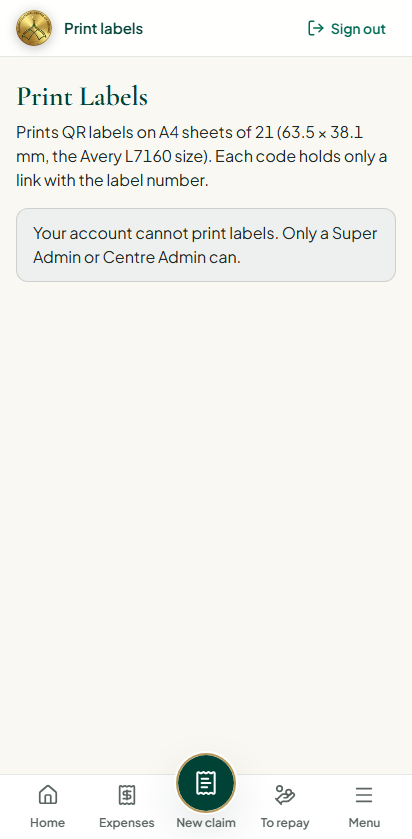 Print labels
Sign out
Print Labels
Prints QR labels on A4 sheets of 21 (63.5 × 38.1
mm, the Avery L7160 size). Each code holds only a
link with the label number.
Your account cannot print labels. Only a Super
Admin or Centre Admin can.
Home
Expenses
New claim
To repay
Menu